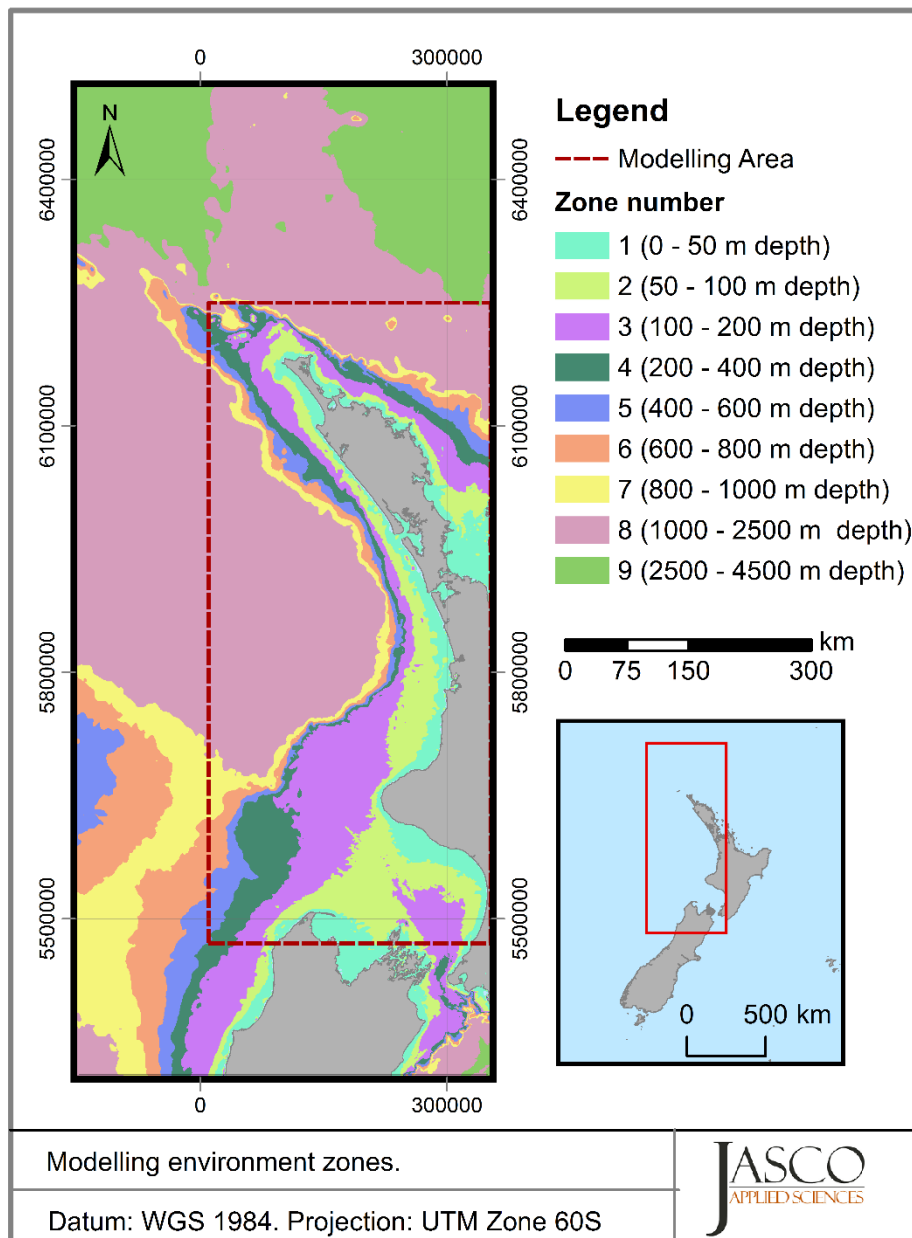 0 300000
N
6400000
6100000
5800000
5500000
6400000
6100000
5800000
5500000
0 300000
Legend
Modelling Area
Zone number
1 (0 - 50 m depth)
2 (50 - 100 m depth)
3 (100 - 200 m depth)
4 (200 - 400 m depth)
5 (400 - 600 m depth)
6 (600 - 800 m depth)
7 (800 - 1000 m depth)
8 (1000 - 2500 m depth)
9 (2500 - 4500 m depth)
km
0 75 150 300
0 500 km
Modelling environment zones.
Datum: WGS 1984. Projection: UTM Zone 60S
JASCO
APPLIED SCIENCES